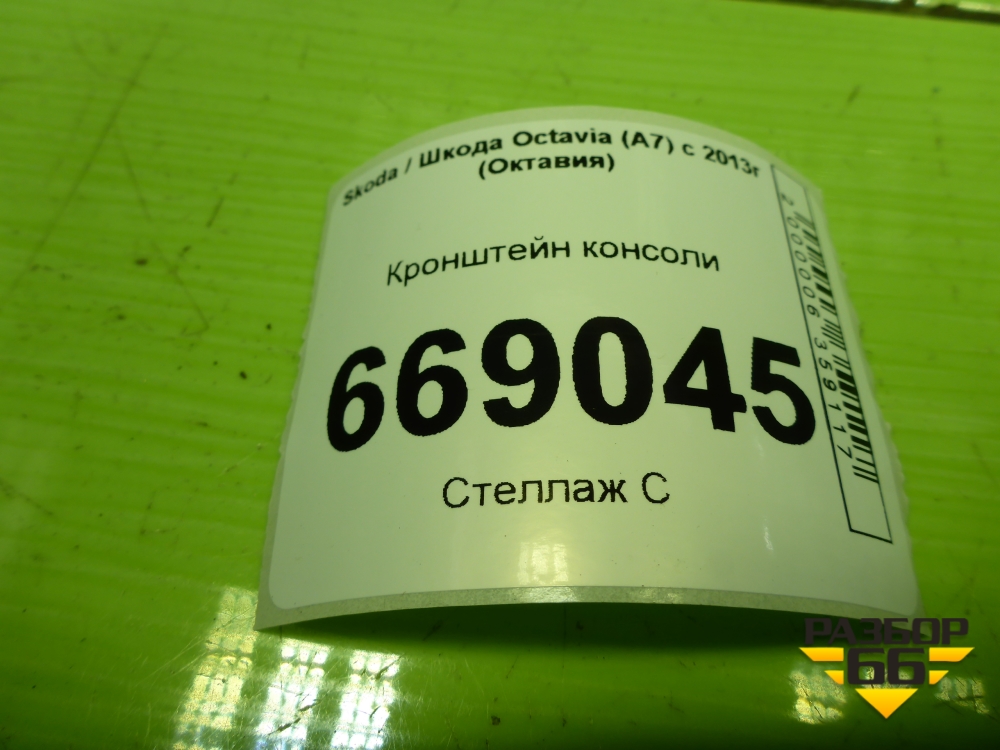 Skoda / Шкода Octavia (A7) с 2013г
(Октавия)
Кронштейн консоли
669045
Стеллаж С
2000006359117
РАЗБОР
66